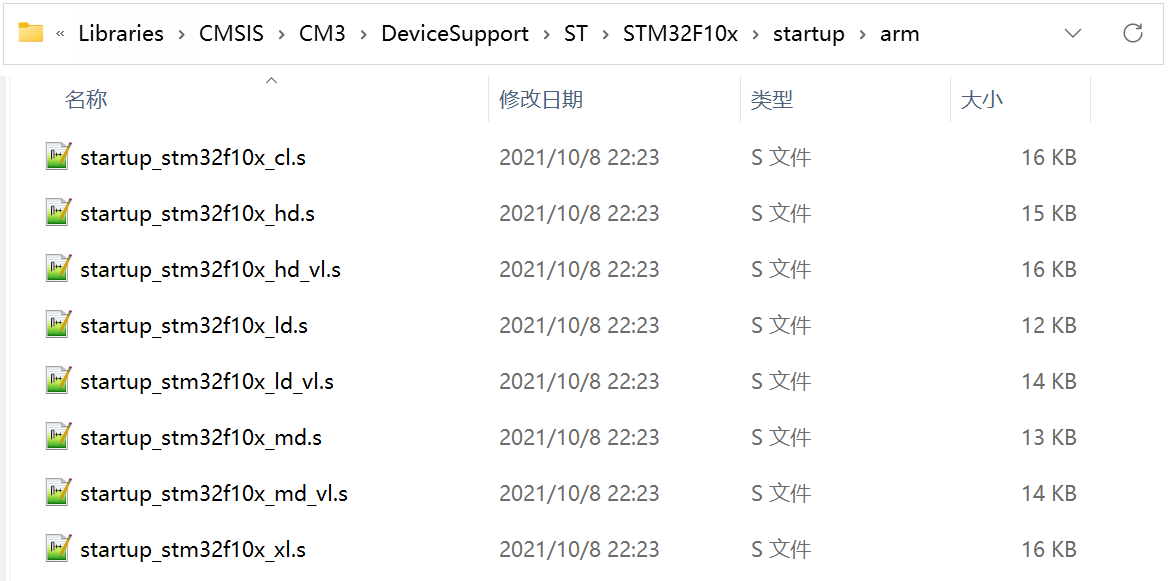 « Libraries › CMSIS › CM3 › DeviceSupport › ST › STM32F10x › startup › arm
名称 修改日期 类型 大小
startup_stm32f10x_cl.s 2021/10/8 22:23 S 文件 16 KB
startup_stm32f10x_hd.s 2021/10/8 22:23 S 文件 15 KB
startup_stm32f10x_hd_vl.s 2021/10/8 22:23 S 文件 16 KB
startup_stm32f10x_ld.s 2021/10/8 22:23 S 文件 12 KB
startup_stm32f10x_ld_vl.s 2021/10/8 22:23 S 文件 14 KB
startup_stm32f10x_md.s 2021/10/8 22:23 S 文件 13 KB
startup_stm32f10x_md_vl.s 2021/10/8 22:23 S 文件 14 KB
startup_stm32f10x_xl.s 2021/10/8 22:23 S 文件 16 KB